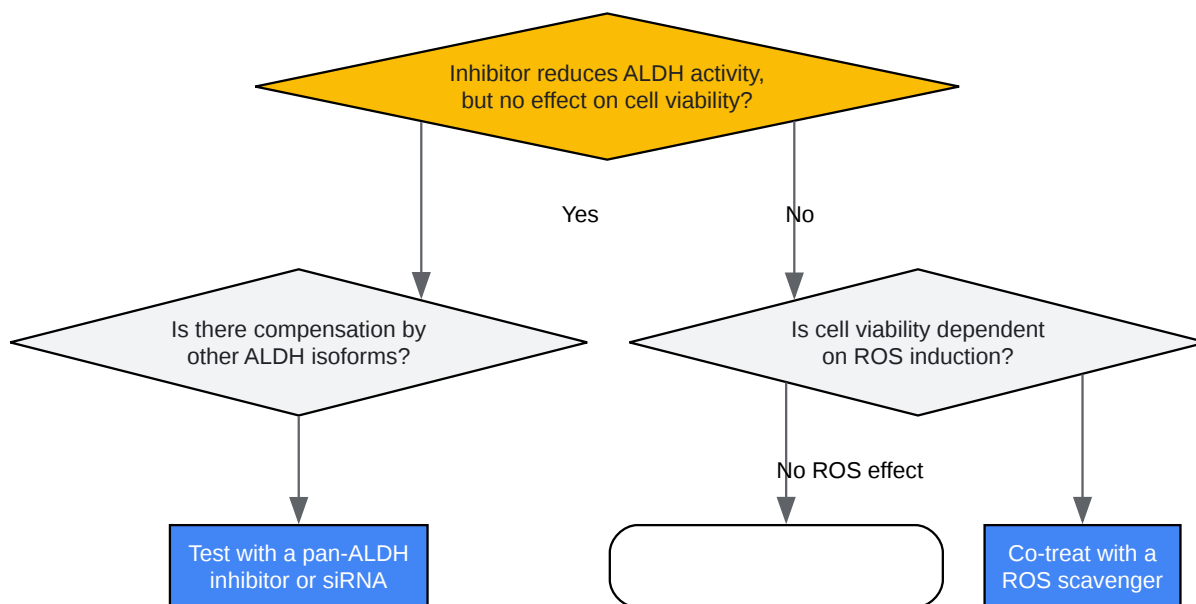 Inhibitor reduces ALDH activity,
but no effect on cell viability?
Yes
No
Is there compensation by
other ALDH isoforms?
Is cell viability dependent
on ROS induction?
No ROS effect
Test with a pan-ALDH
inhibitor or siRNA
Co-treat with a
ROS scavenger